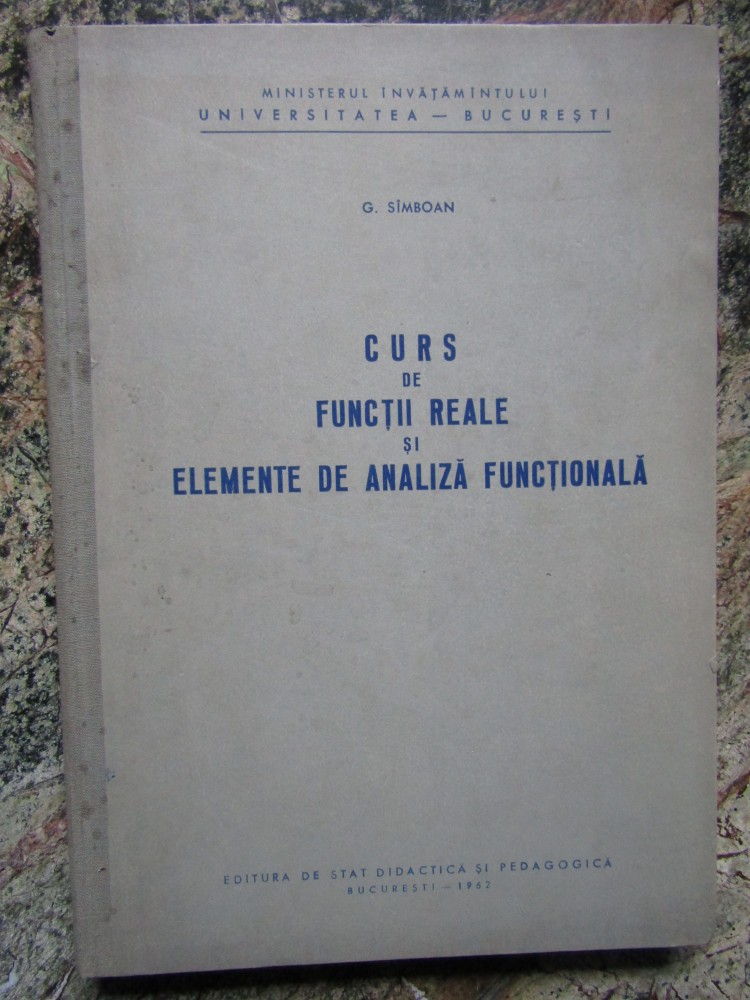 MINISTERUL ÎNVĂȚĂMÎNTULUI
UNIVERSITATEA — BUCUREȘTI
G. SÎMBOAN
CURS
DE
FUNCȚII REALE
ȘI
ELEMENTE DE ANALIZĂ FUNCȚIONALĂ
EDITURA DE STAT DIDACTICĂ ȘI PEDAGOGICĂ
BUCUREȘTI — 1962